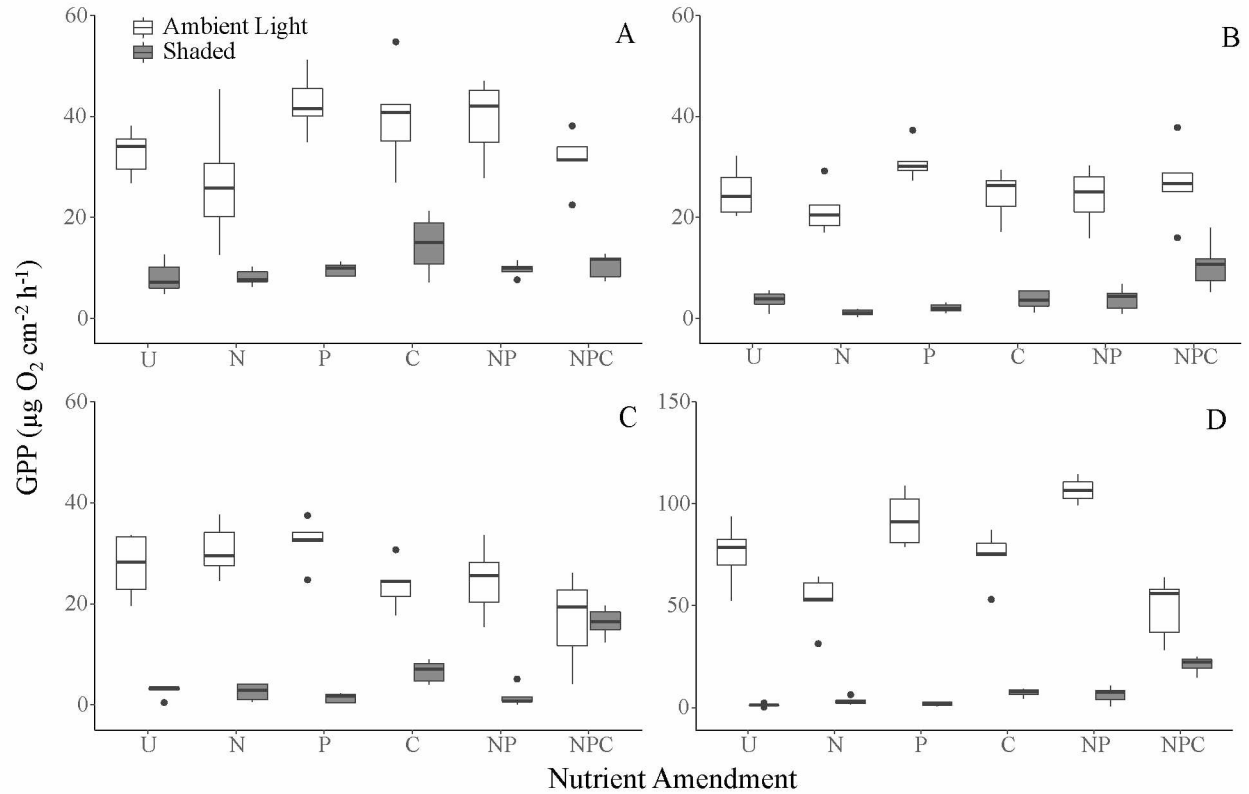 GPP (µg O₂ cm⁻² h⁻¹)
Ambient Light
Shaded
A
60
40
20
0
U N P C NP NPC
B
60
40
20
0
U N P C NP NPC
C
60
40
20
0
U N P C NP NPC
D
150
100
50
0
U N P C NP NPC
Nutrient Amendment